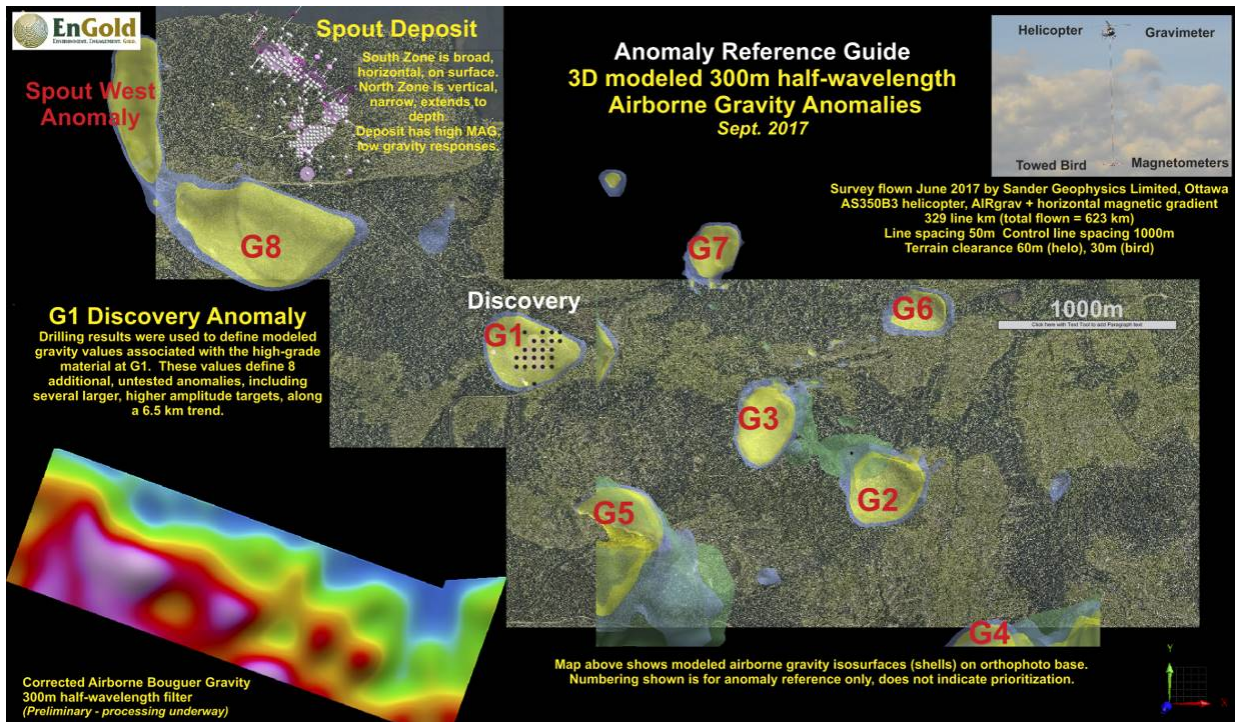 EnGold
ENVIRONMENT. ENGAGEMENT. GOLD.
Spout Deposit
South Zone is broad,
horizontal, on surface.
North Zone is vertical,
narrow, extends to
depth.
Deposit has high MAG,
low gravity responses.
Spout West
Anomaly
Anomaly Reference Guide
3D modeled 300m half-wavelength
Airborne Gravity Anomalies
Sept. 2017
Helicopter
Gravimeter
Towed Bird
Magnetometers
Survey flown June 2017 by Sander Geophysics Limited, Ottawa
AS350B3 helicopter, AIRgrav + horizontal magnetic gradient
329 line km (total flown = 623 km)
Line spacing 50m Control line spacing 1000m
Terrain clearance 60m (helo), 30m (bird)
G8
G7
G6
1000m
Click here with Text Tool to add Paragraph text
Discovery
G1
G1 Discovery Anomaly
Drilling results were used to define modeled
gravity values associated with the high-grade
material at G1. These values define 8
additional, untested anomalies, including
several larger, higher amplitude targets, along
a 6.5 km trend.
G3
G2
G5
G4
Map above shows modeled airborne gravity isosurfaces (shells) on orthophoto base.
Numbering shown is for anomaly reference only, does not indicate prioritization.
Corrected Airborne Bouguer Gravity
300m half-wavelength filter
(Preliminary - processing underway)
Y
X